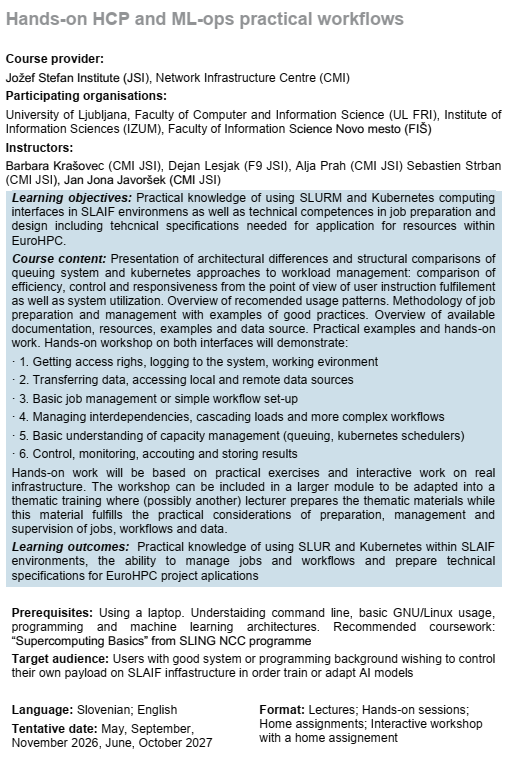 Hands-on HCP and ML-ops practical workflows
Course provider:
Jožef Stefan Institute (JSI), Network Infrastructure Centre (CMI)
Participating organisations:
University of Ljubljana, Faculty of Computer and Information Science (UL FRI), Institute of
Information Sciences (IZUM), Faculty of Information Science Novo mesto (FIŠ)
Instructors:
Barbara Krašovec (CMI JSI), Dejan Lesjak (F9 JSI), Alja Prah (CMI JSI) Sebastien Strban
(CMI JSI), Jan Jona Javoršek (CMI JSI)
Learning objectives: Practical knowledge of using SLURM and Kubernetes computing
interfaces in SLAIF environmens as well as technical competences in job preparation and
design including tehcnical specifications needed for application for resources within
EuroHPC.
Course content: Presentation of architectural differences and structural comparisons of
queuing system and kubernetes approaches to workload management: comparison of
efficiency, control and responsiveness from the point of view of user instruction fulfilement
as well as system utilization. Overview of recomended usage patterns. Methodology of job
preparation and management with examples of good practices. Overview of available
documentation, resources, examples and data source. Practical examples and hands-on
work. Hands-on workshop on both interfaces will demonstrate:
· 1. Getting access righs, logging to the system, working evironment
· 2. Transferring data, accessing local and remote data sources
· 3. Basic job management or simple workflow set-up
· 4. Managing interdependencies, cascading loads and more complex workflows
· 5. Basic understanding of capacity management (queuing, kubernetes schedulers)
· 6. Control, monitoring, accouting and storing results
Hands-on work will be based on practical exercises and interactive work on real
infrastructure. The workshop can be included in a larger module to be adapted into a
thematic training where (possibly another) lecturer prepares the thematic materials while
this material fulfills the practical considerations of preparation, management and
supervision of jobs, workflows and data.
Learning outcomes: Practical knowledge of using SLUR and Kubernetes within SLAIF
environments, the ability to manage jobs and workflows and prepare technical
specifications for EuroHPC project aplications
Prerequisites: Using a laptop. Understaiding command line, basic GNU/Linux usage,
programming and machine learning architectures. Recommended coursework:
“Supercomputing Basics” from SLING NCC programme
Target audience: Users with good system or programming background wishing to control
their own payload on SLAIF inffastructure in order train or adapt AI models
Language: Slovenian; English
Tentative date: May, September,
November 2026, June, October 2027
Format: Lectures; Hands-on sessions;
Home assignments; Interactive workshop
with a home assignement